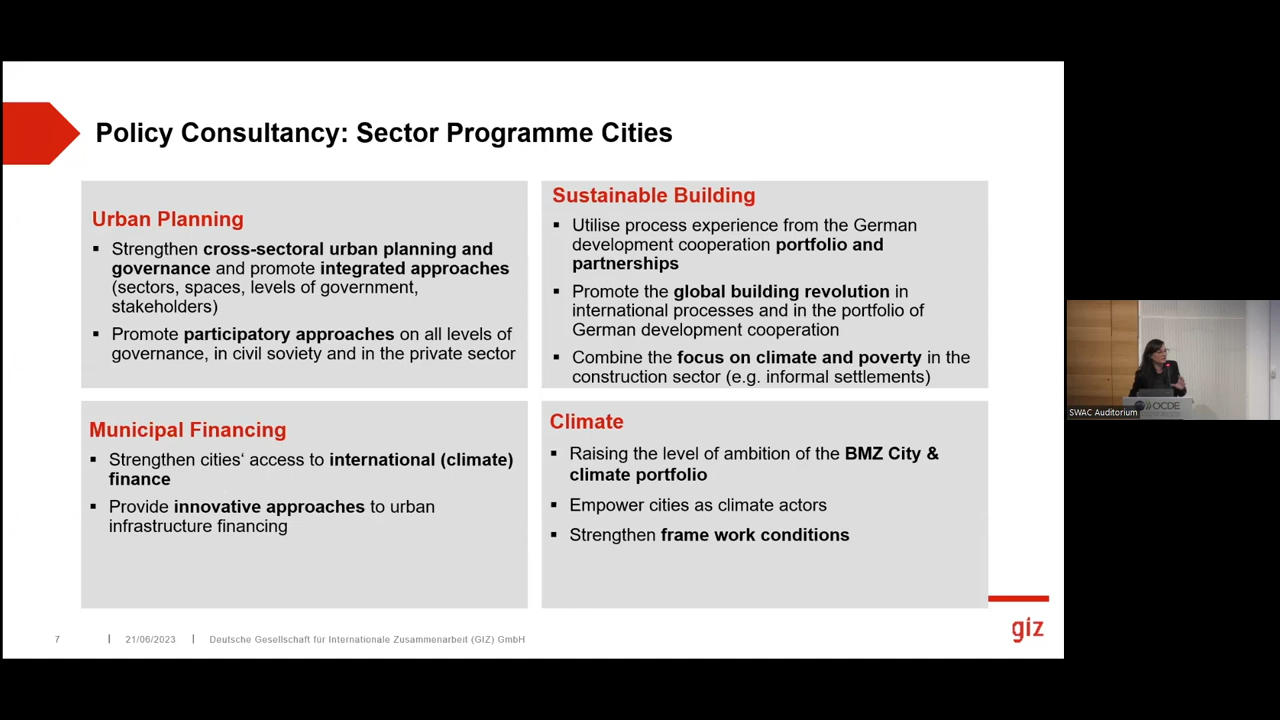 Policy Consultancy: Sector Programme Cities
Urban Planning
▪ Strengthen cross-sectoral urban planning and
governance and promote integrated approaches
(sectors, spaces, levels of government,
stakeholders)
▪ Promote participatory approaches on all levels of
governance, in civil soviety and in the private sector
Sustainable Building
▪ Utilise process experience from the German
development cooperation portfolio and
partnerships
▪ Promote the global building revolution in
international processes and in the portfolio of
German development cooperation
▪ Combine the focus on climate and poverty in the
construction sector (e.g. informal settlements)
Municipal Financing
▪ Strengthen cities‘ access to international (climate)
finance
▪ Provide innovative approaches to urban
infrastructure financing
Climate
▪ Raising the level of ambition of the BMZ City &
climate portfolio
▪ Empower cities as climate actors
▪ Strengthen frame work conditions
7 | 21/06/2023 | Deutsche Gesellschaft für Internationale Zusammenarbeit (GIZ) GmbH
giz
OCDE
SWAC Auditorium